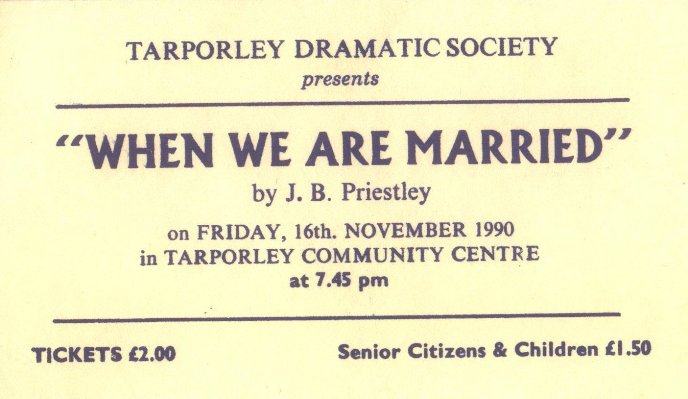 TARPORLEY DRAMATIC SOCIETY
presents
"WHEN WE ARE MARRIED"
by J. B. Priestley
on FRIDAY, 16th. NOVEMBER 1990
in TARPORLEY COMMUNITY CENTRE
at 7.45 pm
TICKETS £2.00 Senior Citizens & Children £1.50